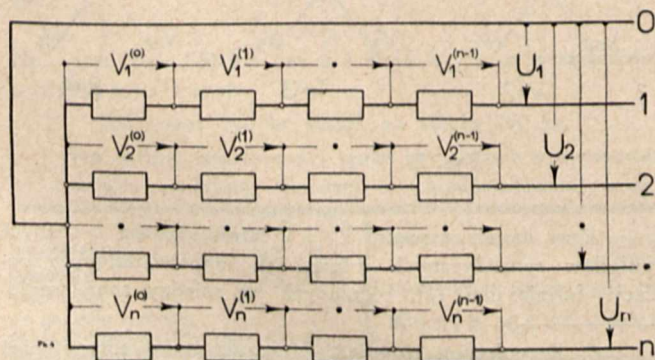 0
V₁⁽⁰⁾ V₁⁽¹⁾ · V₁⁽ⁿ⁻¹⁾ U₁
1
V₂⁽⁰⁾ V₂⁽¹⁾ · V₂⁽ⁿ⁻¹⁾ U₂
2
· · · · ·
·
Vₙ⁽⁰⁾ Vₙ⁽¹⁾ · Vₙ⁽ⁿ⁻¹⁾ Uₙ
n